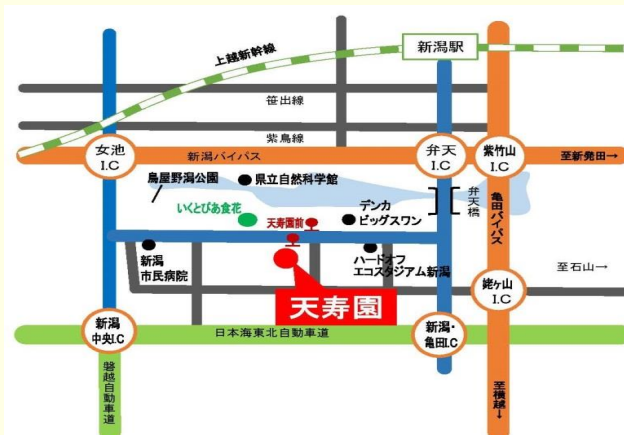 新潟駅
上越新幹線
笹出線
紫鳥線
女池
I.C
新潟バイパス
弁天
I.C
紫竹山
I.C
至新発田→
鳥屋野潟公園
県立自然科学館
弁天橋
亀田バイパス
いくとぴあ食花
天寿園前
デンカ
ビッグスワン
新潟
市民病院
ハードオフ
エコスタジアム新潟
至石山→
姥ヶ山
I.C
天寿園
新潟
中央I.C
日本海東北自動車道
新潟・
亀田I.C
磐越自動車道
至横越↓